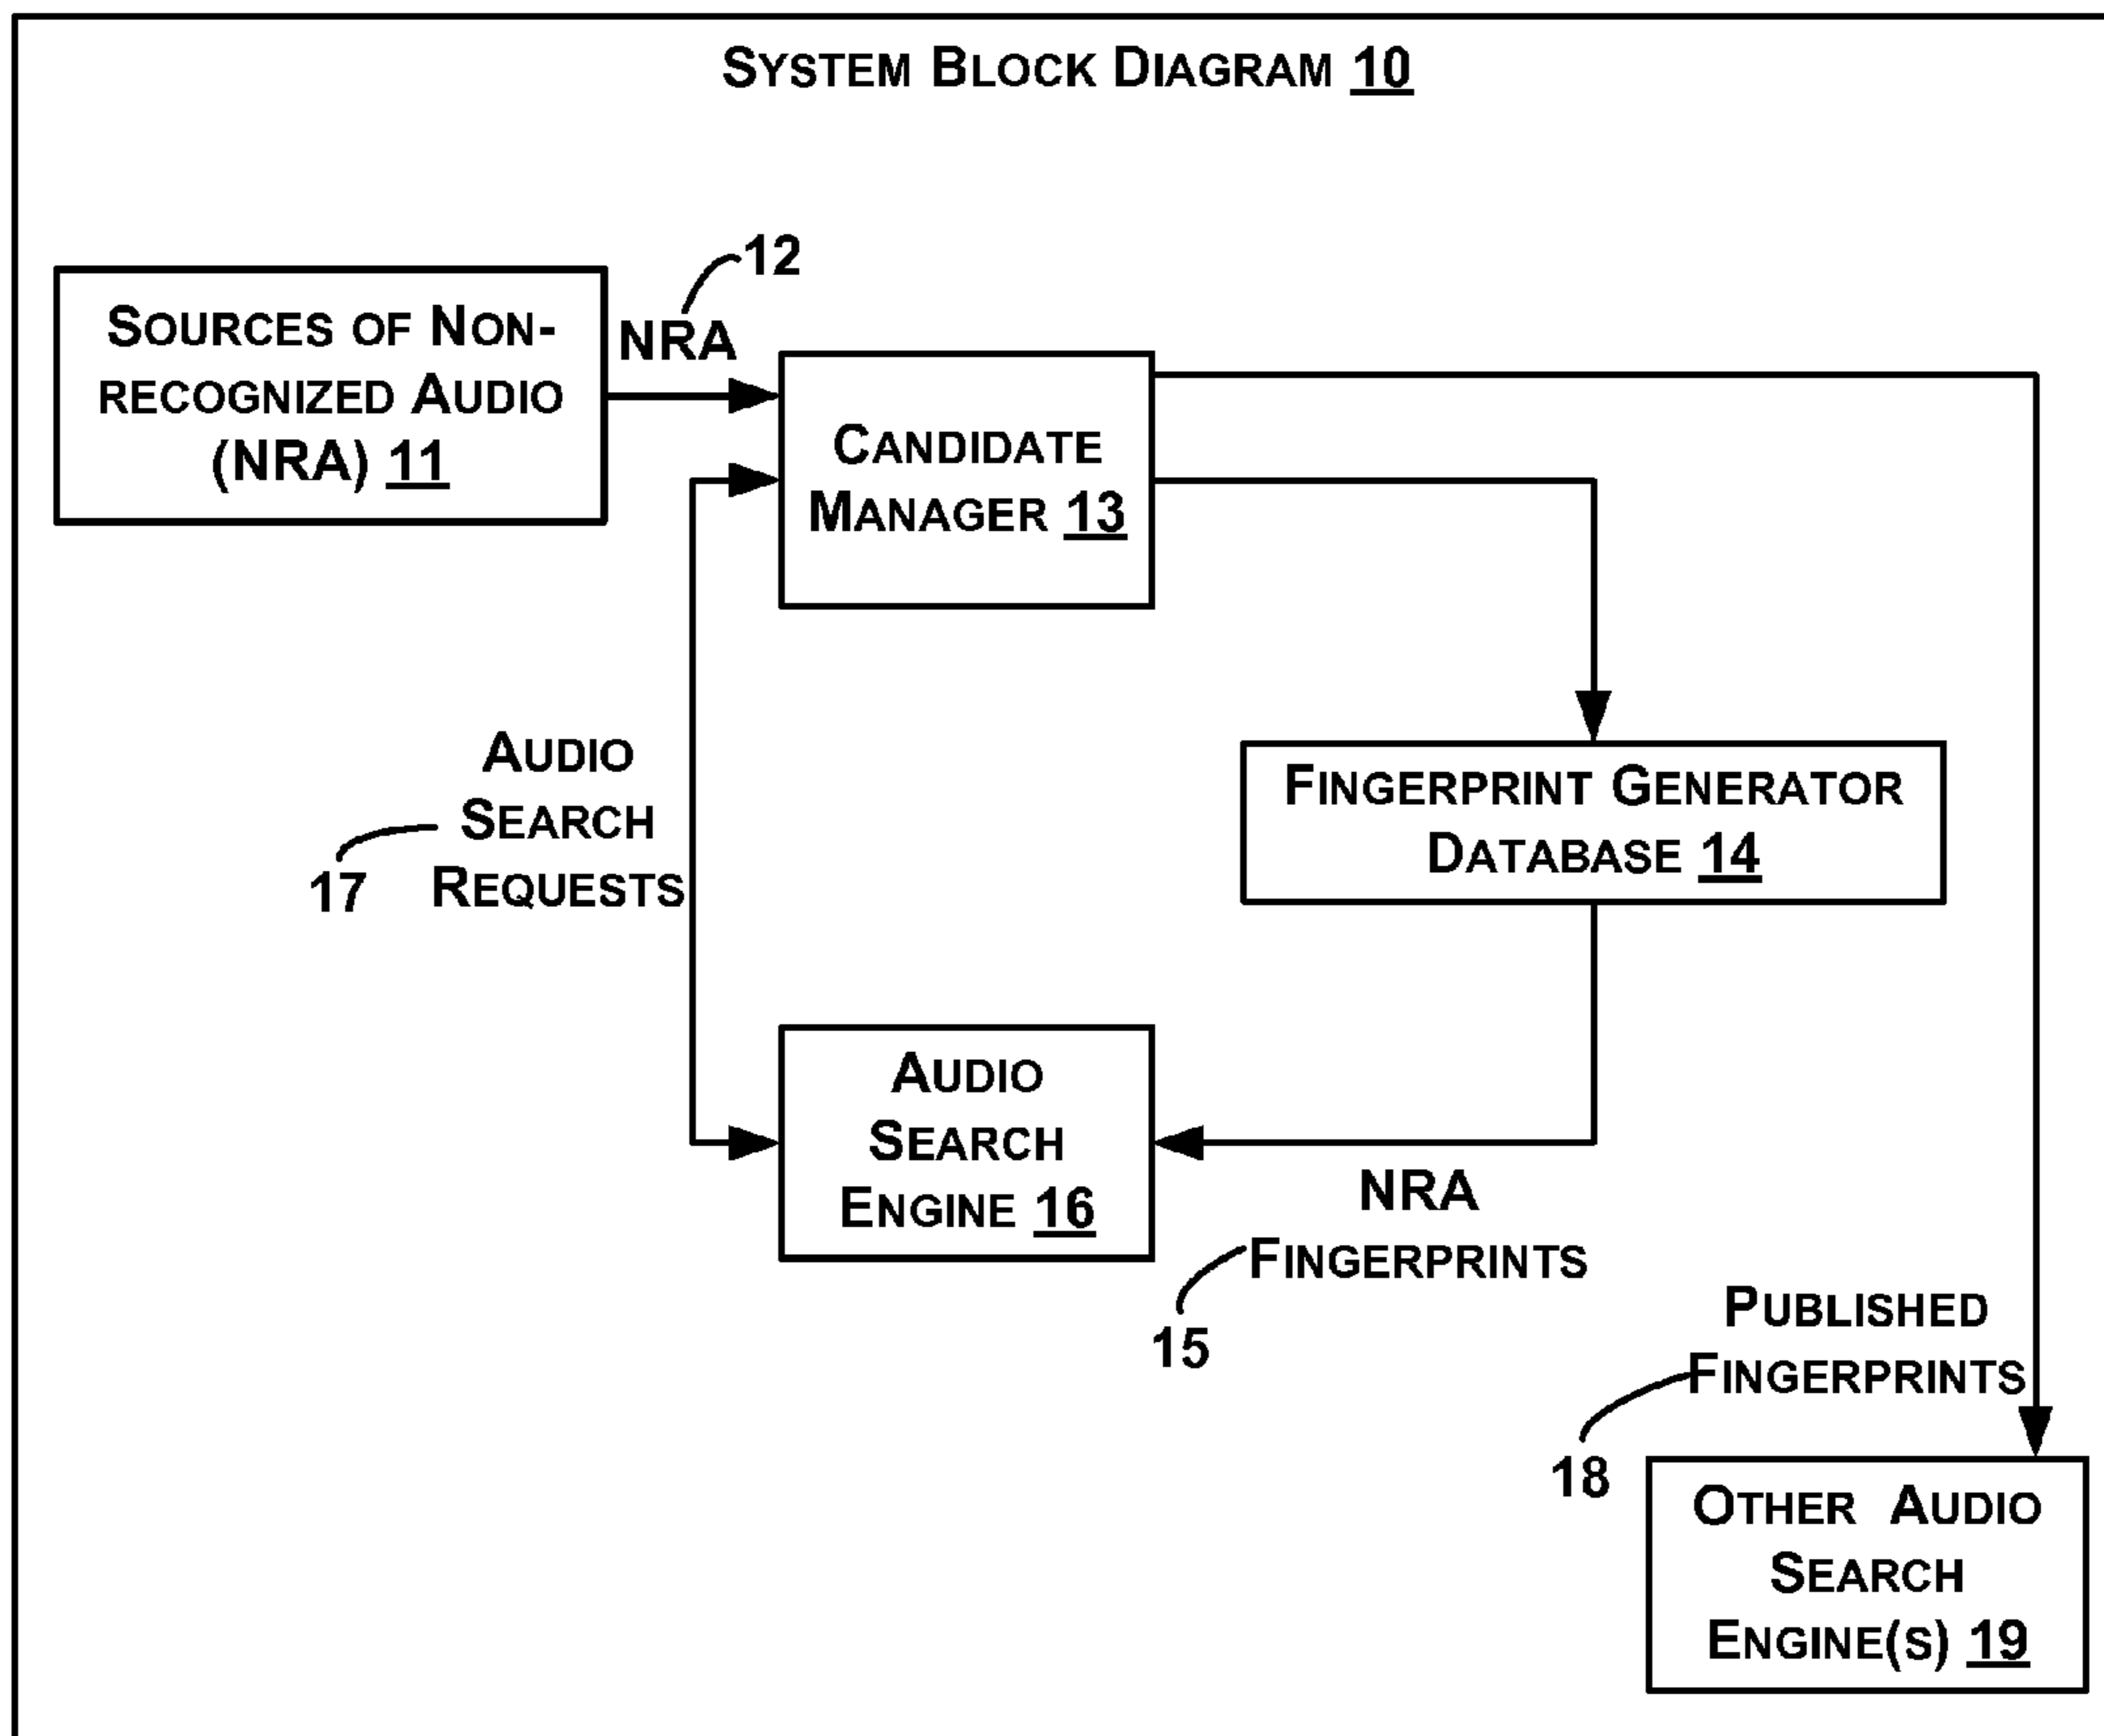 SYSTEM BLOCK DIAGRAM 10
12
SOURCES OF NON-
RECOGNIZED AUDIO
(NRA) 11
NRA
CANDIDATE
MANAGER 13
AUDIO
SEARCH
REQUESTS
17
FINGERPRINT GENERATOR
DATABASE 14
AUDIO
SEARCH
ENGINE 16
NRA
FINGERPRINTS
15
PUBLISHED
FINGERPRINTS
18
OTHER AUDIO
SEARCH
ENGINE(S) 19